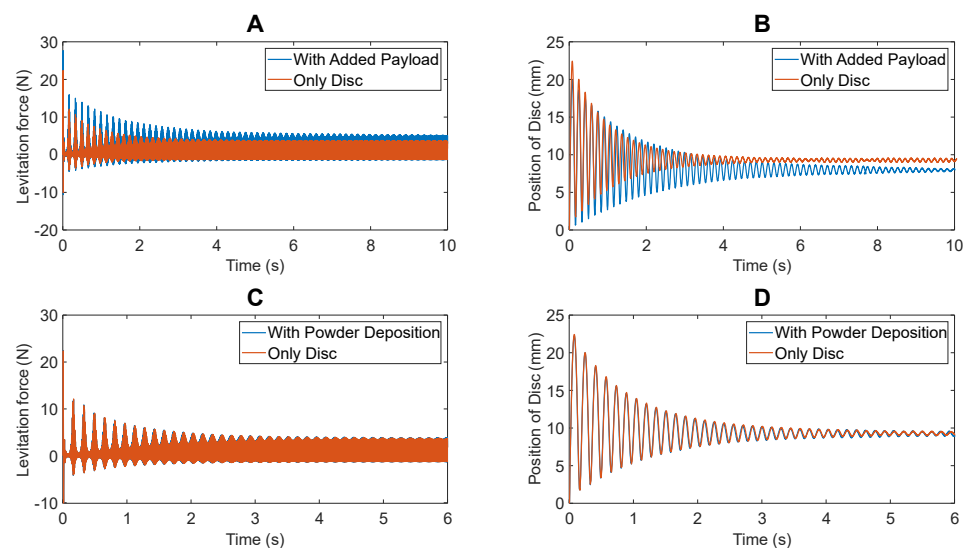 A
Levitation force (N)
30
20
10
0
-10
-20
With Added Payload
Only Disc
0 2 4 6 8 10
Time (s)
B
Position of Disc (mm)
25
20
15
10
5
0
With Added Payload
Only Disc
0 2 4 6 8 10
Time (s)
C
Levitation force (N)
30
20
10
0
-10
With Powder Deposition
Only Disc
0 1 2 3 4 5 6
Time (s)
D
Position of Disc (mm)
25
20
15
10
5
0
With Powder Deposition
Only Disc
0 1 2 3 4 5 6
Time (s)